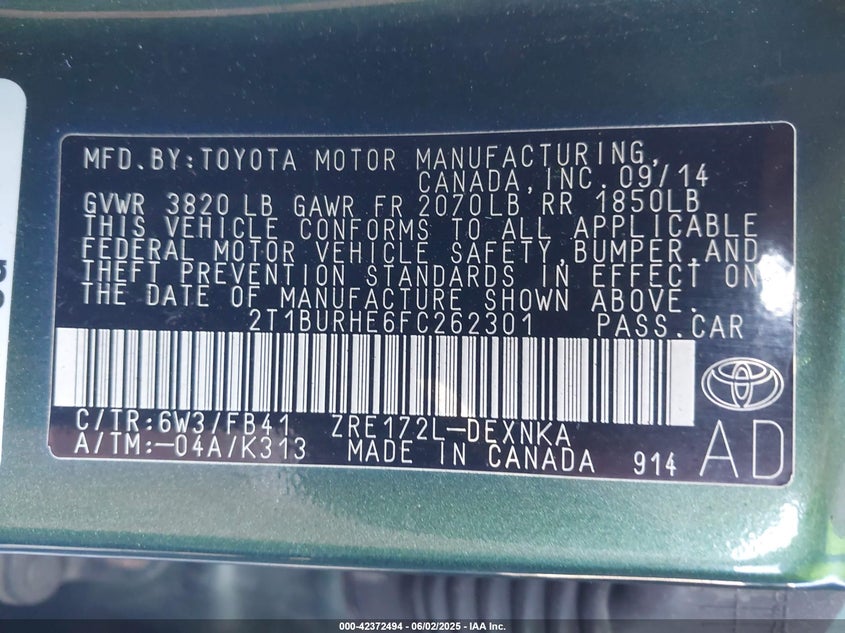 MFD.BY:TOYOTA MOTOR MANUFACTURING,
CANADA,INC. 09/14
GVWR 3820 LB GAWR FR 2070LB RR 1850LB
THIS VEHICLE CONFORMS TO ALL APPLICABLE
FEDERAL MOTOR VEHICLE SAFETY,BUMPER,AND
THEFT PREVENTION STANDARDS IN EFFECT ON
THE DATE OF MANUFACTURE SHOWN ABOVE.
2T1BURHE6FC262301 PASS.CAR
C/TR:6W3/FB41 ZRE172L-DEXNKA
A/TM:-04A/K313 MADE IN CANADA 914 AD
000-42372494 - 06/02/2025 - IAA Inc.